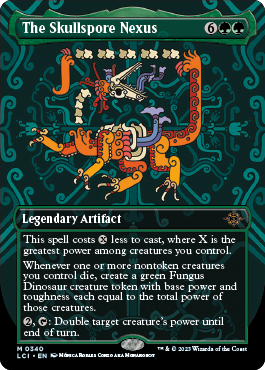 The Skullspore Nexus 6
Legendary Artifact
This spell costs X less to cast, where X is the
greatest power among creatures you control.
Whenever one or more nontoken creatures
you control die, create a green Fungus
Dinosaur creature token with base power and
toughness each equal to the total power of
those creatures.
2, T: Double target creature's power until
end of turn.
M 0340
LCI • EN Mónica Robles Corzo aka Monarobot
™ & © 2023 Wizards of the Coast